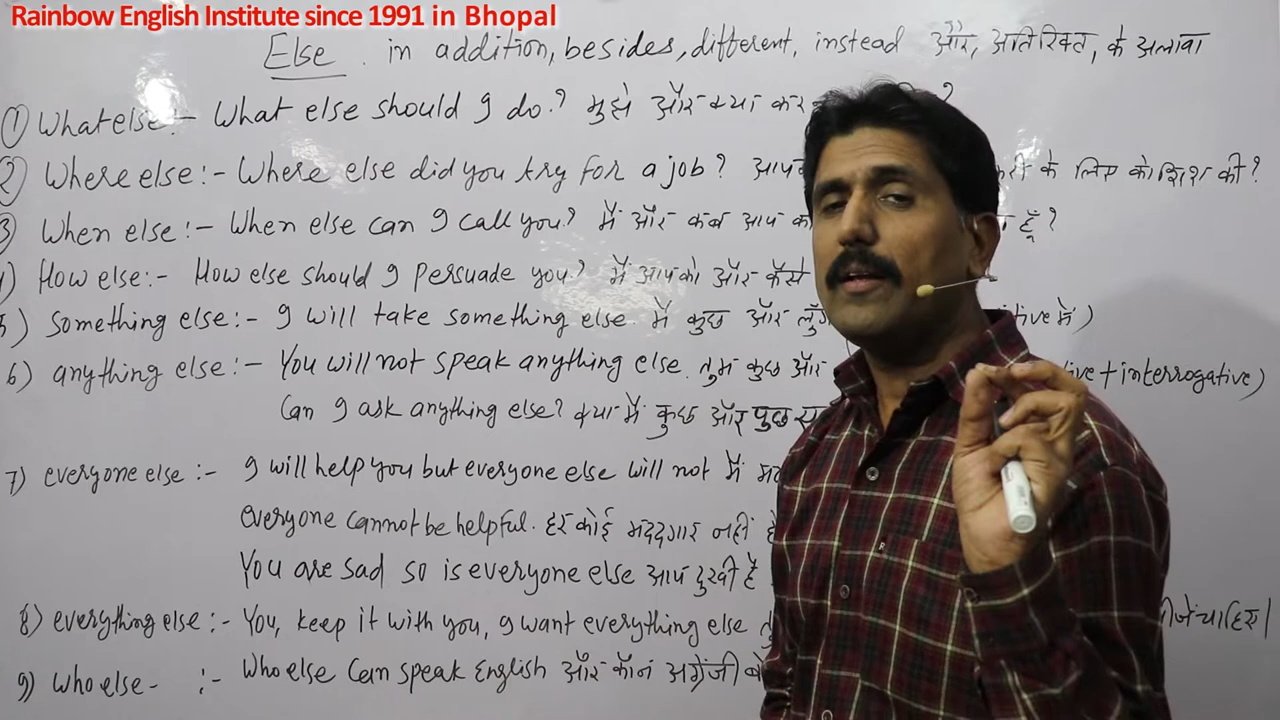 Rainbow English Institute since 1991 in Bhopal
Else. in addition, besides, different, instead और, अतिरिक्त, के अलावा
① What else:- What else should I do.? मुझे और क्या कर ?
2) Where else:- Where else did you try for a job? आप के लिए कोशिश की?
3) When else:- When else can I call you? मैं और कब आप को हूँ?
How else:- How else should I persuade you? मैं आपको और कैसे
) Something else:- I will take something else. मैं कुछ और tive में)
6) anything else:- You will not speak anything else. तुम कुछ और tive + interrogative)
Can I ask anything else? क्या मैं कुछ और पुछ स
7) everyone else:- I will help you but everyone else will not मैं
everyone cannot be helpful. हर कोई मददगार नहीं
You are sad so is everyone else आप दुखी हैं
8) everything else:- You, keep it with you, I want everything else चाहिए।
9) Who else- :- Who else Can speak English और कौन अंग्रेजी